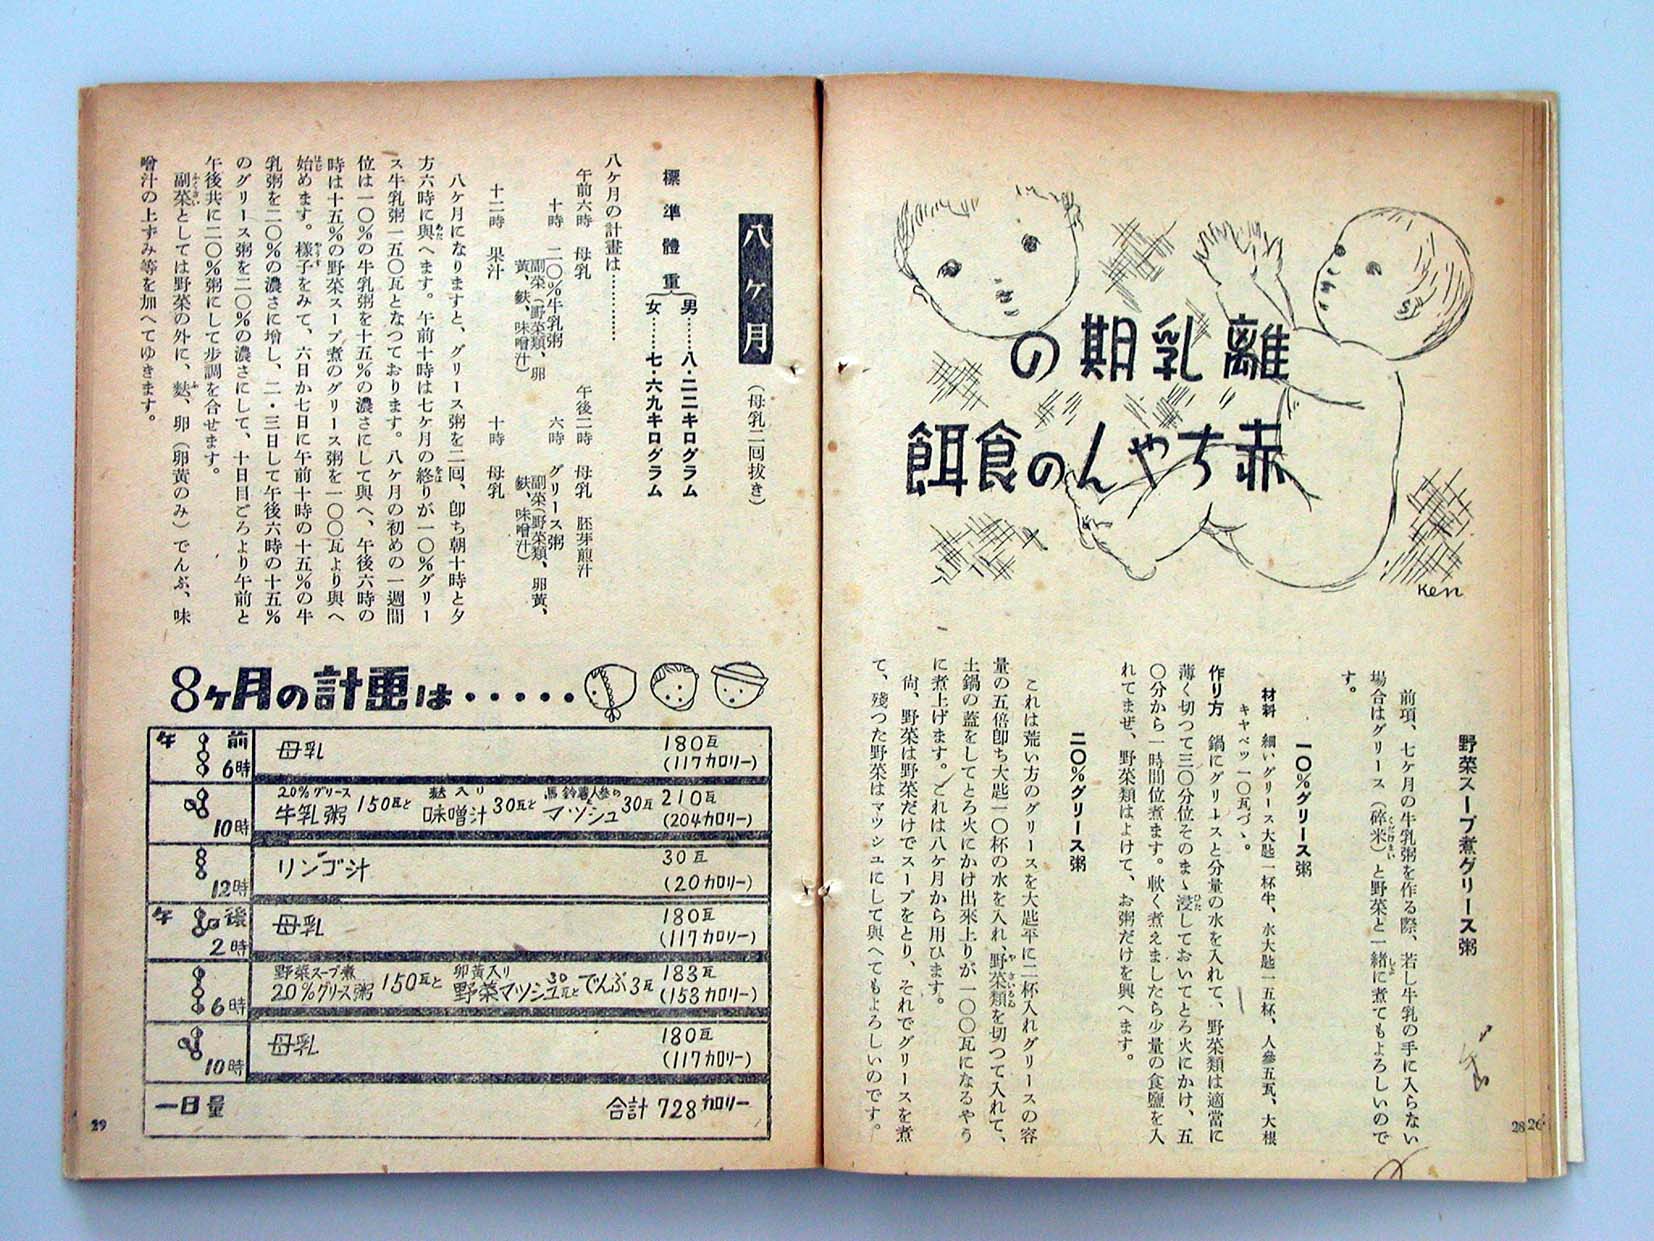 離乳期の
赤ちやんの食餌
Ken
野菜スープ煮グリース粥
前項、七ケ月の牛乳粥を作る際、若し牛乳の手に入らない
場合はグリース（碎米）と野菜と一緒に煮てもよろしいので
す。
一〇％グリース粥
材料　細いグリース大匙一杯半、水大匙一五杯、人參五瓦、大根
キヤベツ一〇瓦づゝ。
作り方　鍋にグリースと分量の水を入れて、野菜類は適當に
薄く切つて三〇分位そのまゝ浸しておいてとろ火にかけ、五
〇分から一時間位煮ます。軟く煮えましたら少量の食鹽を入
れてまぜ、野菜類はよけて、お粥だけを與へます。
二〇％グリース粥
これは荒い方のグリースを大匙平に二杯入れグリースの容
量の五倍卽ち大匙一〇杯の水を入れ、野菜類を切つて入れて、
土鍋の蓋をしてとろ火にかけ出來上りが一〇〇瓦になるやう
に煮上げます。これは八ケ月から用ひます。
尙、野菜は野菜だけでスープをとり、それでグリースを煮
て、殘つた野菜はマツシユにして與へてもよろしいのです。
28
26
八ヶ月
（母乳二回拔き）
標準體重
男……八・二二キログラム
女……七・六九キログラム
八ケ月の計畫は…………
午前六時　母乳
十時　二〇％牛乳粥
副菜（野菜類、卵
黃、麩、味噌汁）
十二時　果汁
午後二時　母乳　胚芽煎汁
六時　グリース粥
副菜（野菜類、卵黃、
麩、味噌汁）
十時　母乳
八ケ月になりますと、グリース粥を二回、卽ち朝十時と夕
方六時に與へます。午前十時は七ケ月の終りが一〇％グリー
ス牛乳粥一五〇瓦となつております。八ケ月の初めの一週間
位は一〇％の牛乳粥を十五％の濃さにして與へ、午後六時の
時は十五％の野菜スープ煮のグリース粥を一〇〇瓦より與へ
始めます。樣子をみて、六日か七日に午前十時の十五％の牛
乳粥を二〇％の濃さに增し、二・三日して午後六時の十五％
のグリース粥を二〇％の濃さにして、十日目ごろより午前と
午後共に二〇％粥にして步調を合せます。
副菜としては野菜の外に、麩、卵（卵黃のみ）でんぶ、味
噌汁の上ずみ等を加へてゆきます。
8ヶ月の計画は・・・・・
午前 6時 母乳 180瓦 (117カロリー)
10時 20%グリース牛乳粥150瓦と 麩入り味噌汁30瓦と 馬鈴薯人參のマツシユ30瓦 210瓦 (204カロリー)
12時 リンゴ汁 30瓦 (20カロリー)
午後 2時 母乳 180瓦 (117カロリー)
6時 野菜スープ煮20%グリース粥150瓦と 卵黄入り野菜マツシユ30瓦とでんぶ3瓦 183瓦 (153カロリー)
10時 母乳 180瓦 (117カロリー)
一日量 合計728カロリー
29